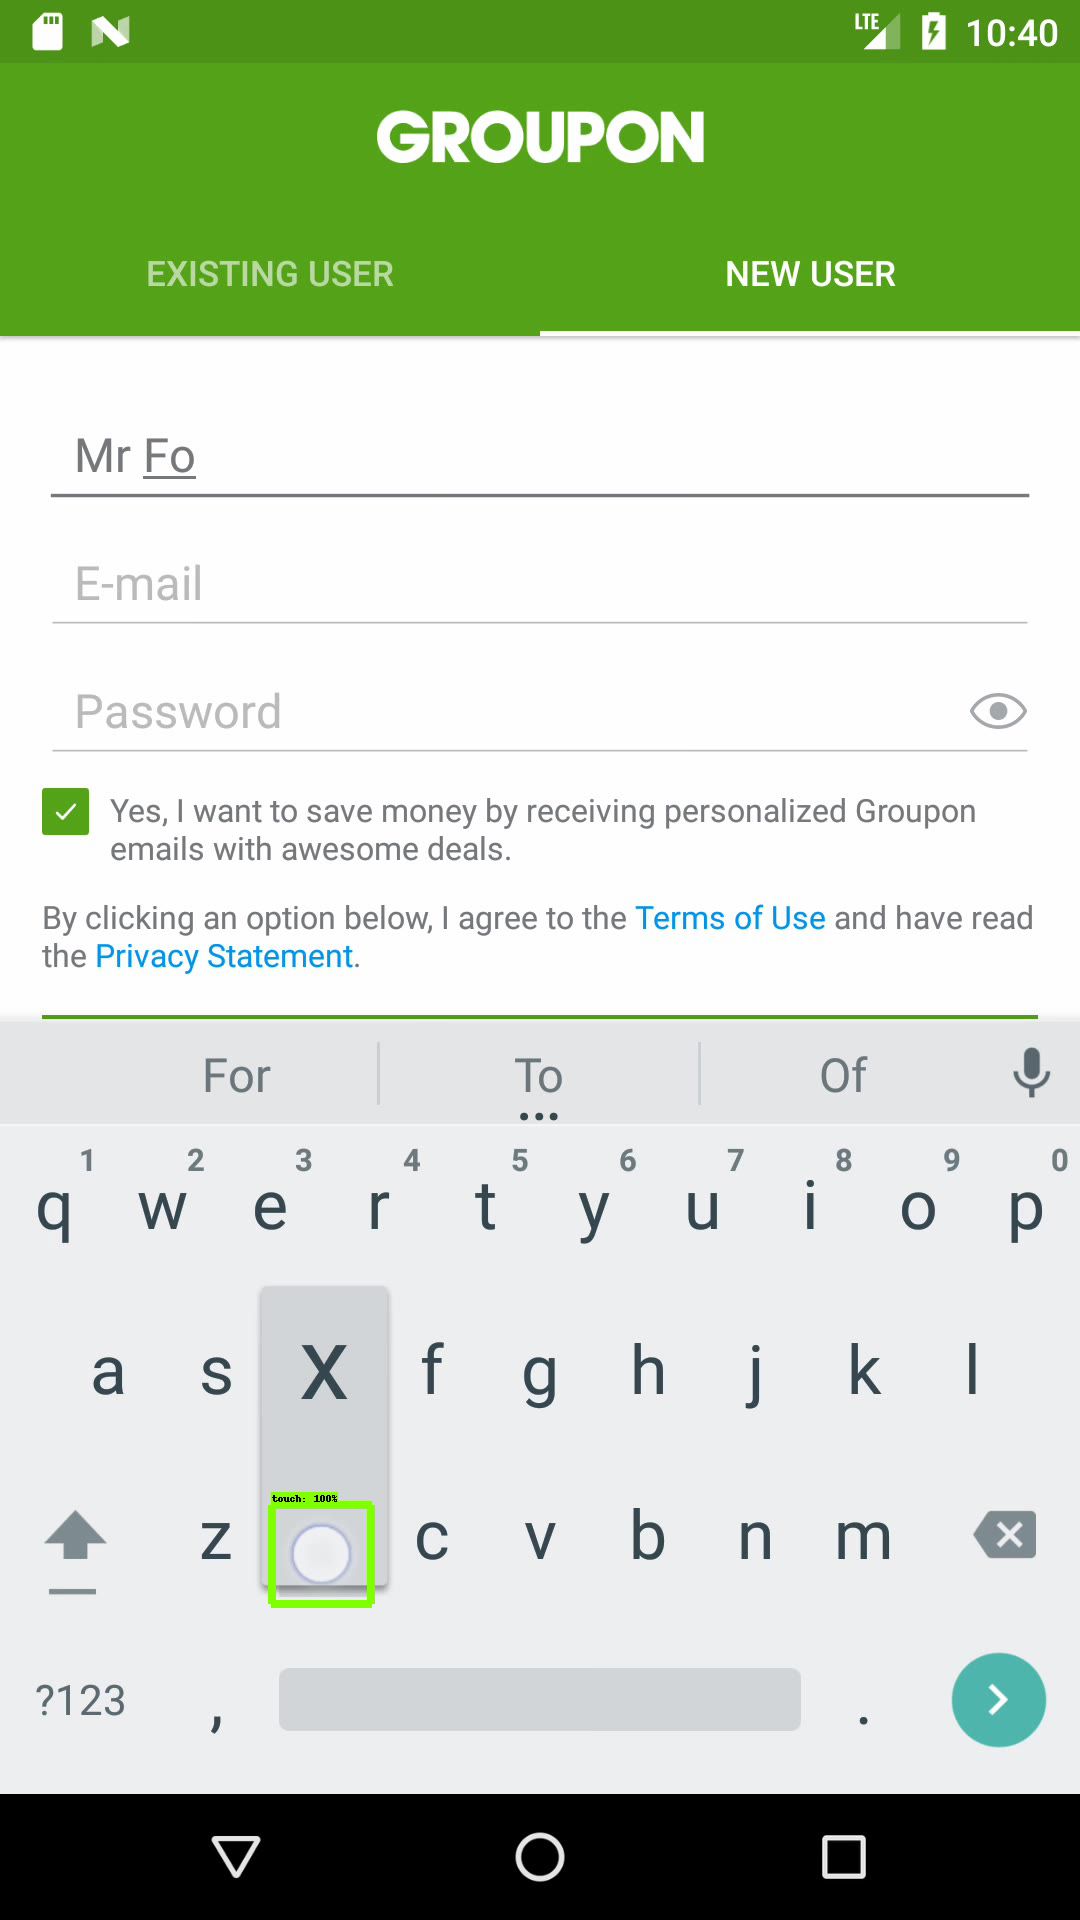 LTE 10:40
GROUPON
EXISTING USER NEW USER
Mr Fo
E-mail
Password
Yes, I want to save money by receiving personalized Groupon
emails with awesome deals.
By clicking an option below, I agree to the Terms of Use and have read
the Privacy Statement.
For To Of
1 2 3 4 5 6 7 8 9 0
q w e r t y u i o p
a s X f g h j k l
touch: 100%
z c v b n m
?123 , .